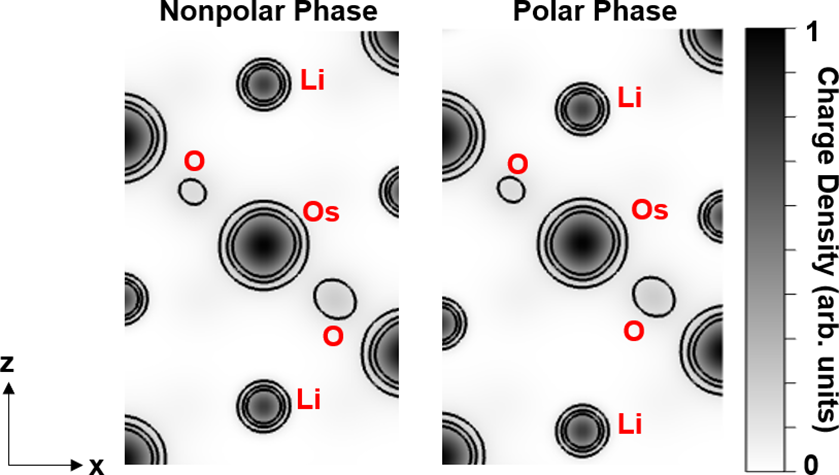 Nonpolar Phase
Polar Phase
Li
O
Os
O
Li
Li
O
Os
O
Li
1
Charge Density (arb. units)
0
z
x